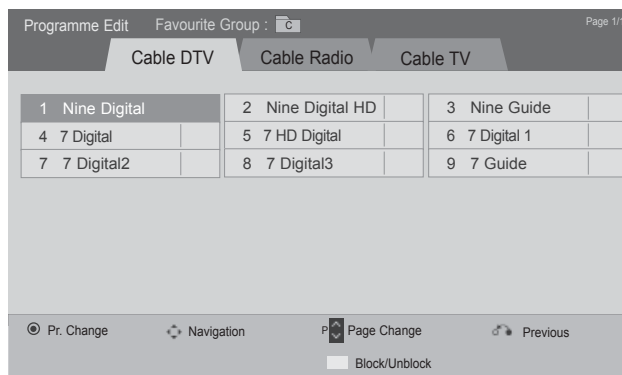 Programme Edit Favourite Group : C Page 1/1
Cable DTV Cable Radio Cable TV
1 Nine Digital 2 Nine Digital HD 3 Nine Guide
4 7 Digital 5 7 HD Digital 6 7 Digital 1
7 7 Digital2 8 7 Digital3 9 7 Guide
Pr. Change Navigation P Page Change Previous
Block/Unblock